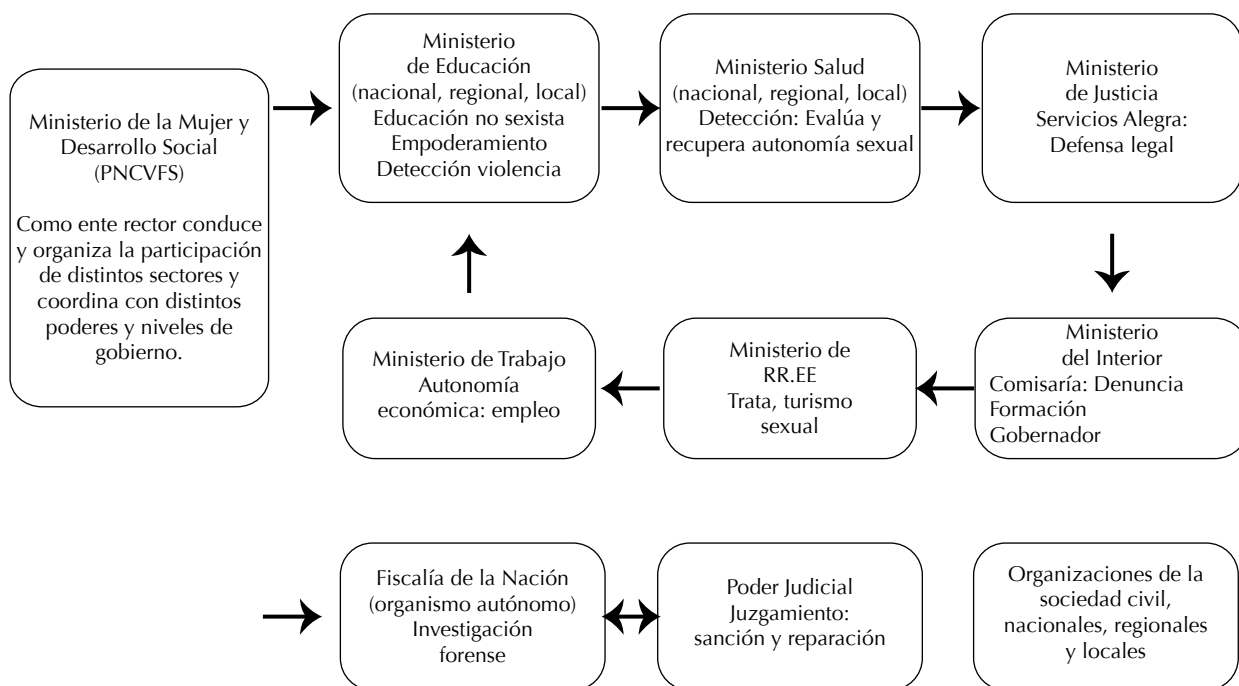 Ministerio de la Mujer y
Desarrollo Social
(PNCVFS)
Como ente rector conduce
y organiza la participación
de distintos sectores y
coordina con distintos
poderes y niveles de
gobierno.
Ministerio
de Educación
(nacional, regional, local)
Educación no sexista
Empoderamiento
Detección violencia
Ministerio Salud
(nacional, regional, local)
Detección: Evalúa y
recupera autonomía sexual
Ministerio
de Justicia
Servicios Alegra:
Defensa legal
Ministerio
del Interior
Comisaría: Denuncia
Formación
Gobernador
Ministerio de
RR.EE
Trata, turismo
sexual
Ministerio de Trabajo
Autonomía
económica: empleo
Fiscalía de la Nación
(organismo autónomo)
Investigación
forense
Poder Judicial
Juzgamiento:
sanción y reparación
Organizaciones de la
sociedad civil,
nacionales, regionales
y locales